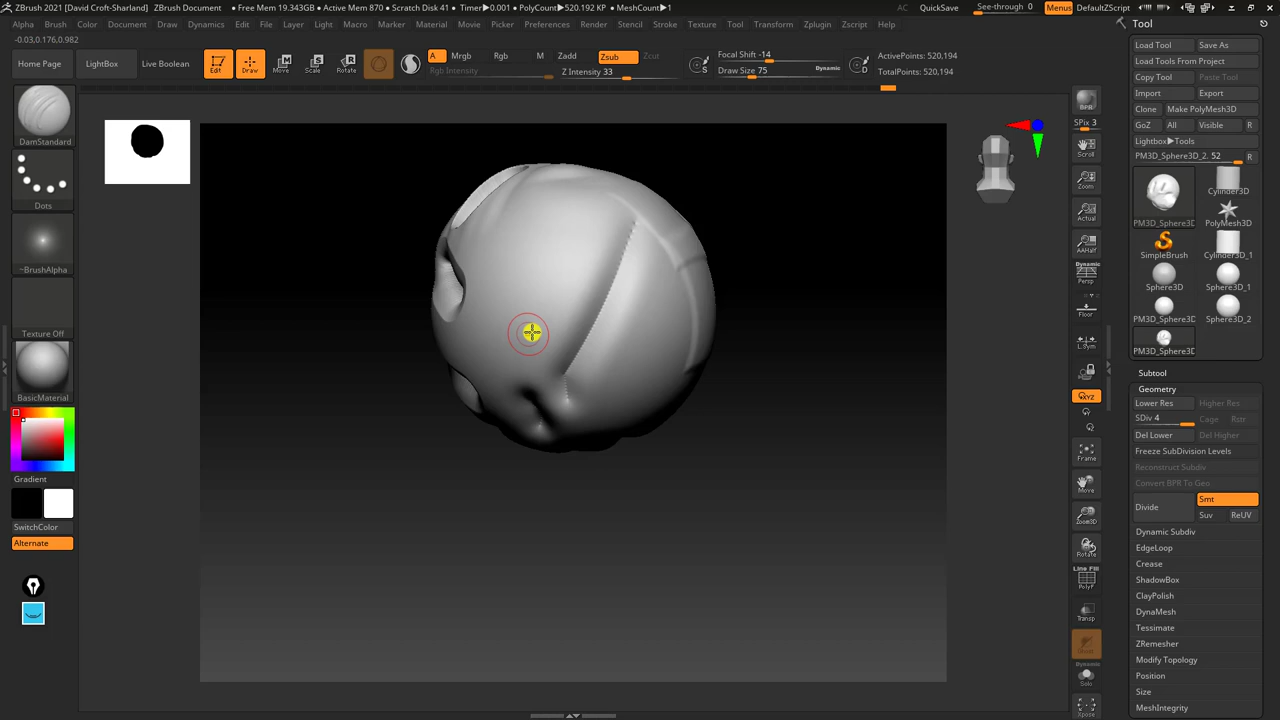 ZBrush 2021 [David Croft-Sharland] ZBrush Document • Free Mem 19.343GB • Active Mem 870 • Scratch Disk 41 • Timer▶0.001 • PolyCount▶520.192 KP • MeshCount▶1
AC QuickSave See-through 0 Menus DefaultZScript
Alpha Brush Color Document Draw Dynamics Edit File Layer Light Macro Marker Material Movie Picker Preferences Render Stencil Stroke Texture Tool Transform Zplugin Zscript Help
-0.03,0.176,0.982
Home Page LightBox Live Boolean Edit Draw Move Scale Rotate
A Mrgb Rgb M Zadd Zsub Zcut
Rgb Intensity Z Intensity 33
Focal Shift -14
Draw Size 75 Dynamic
S D
ActivePoints: 520,194
TotalPoints: 520,194
DamStandard
Dots
~BrushAlpha
Texture Off
BasicMaterial
Gradient
SwitchColor
Alternate
BPR
SPix 3
Scroll
Zoom
Actual
AAHalf
Dynamic
Persp
Floor
L.Sym
XYZ
Frame
Move
Zoom3D
Rotate
Line Fill
PolyF
Transp
Dynamic
Solo
Xpose
Tool
Load Tool Save As
Load Tools From Project
Copy Tool Paste Tool
Import Export
Clone Make PolyMesh3D
GoZ All Visible R
Lightbox▶Tools
PM3D_Sphere3D_2. 52 R
PM3D_Sphere3D Cylinder3D
PolyMesh3D
SimpleBrush Cylinder3D_1
Sphere3D Sphere3D_1
PM3D_Sphere3D Sphere3D_2
PM3D_Sphere3D
Subtool
Geometry
Lower Res Higher Res
SDiv 4 Cage Rstr
Del Lower Del Higher
Freeze SubDivision Levels
Reconstruct Subdiv
Convert BPR To Geo
Divide Smt
Suv ReUV
Dynamic Subdiv
EdgeLoop
Crease
ShadowBox
ClayPolish
DynaMesh
Tessimate
ZRemesher
Modify Topology
Position
Size
MeshIntegrity